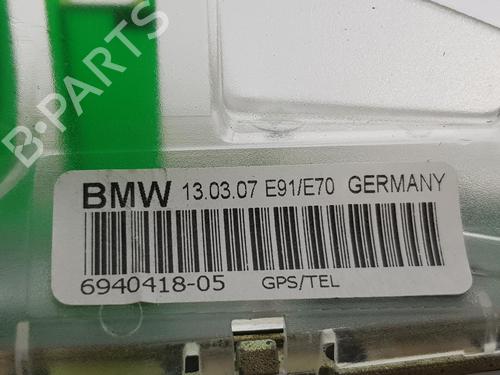 B-PARTS
BMW 13.03.07 E91/E70 GERMANY
6940418-05 GPS/TEL